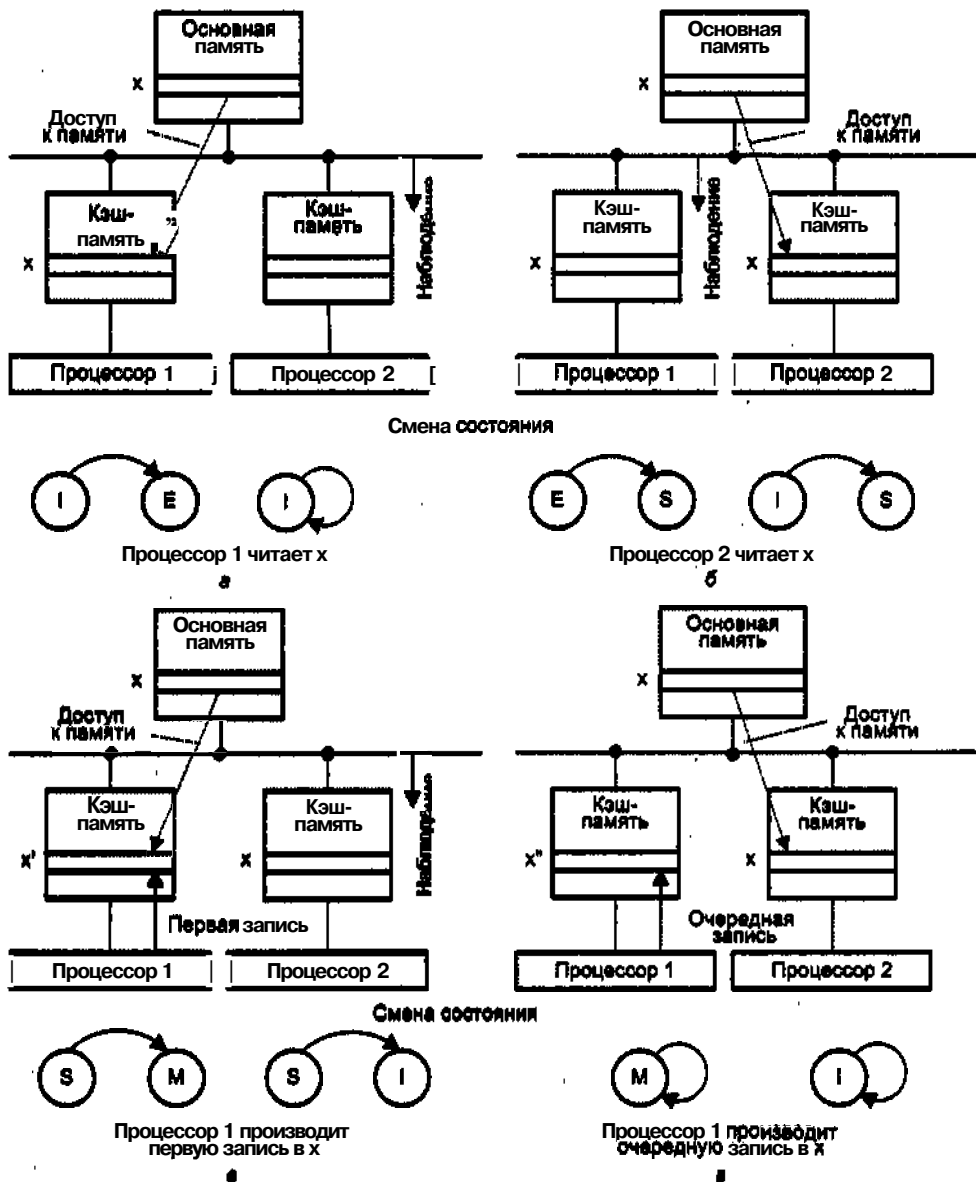 Основная
память
x
Доступ
к памяти
Кэш-
память
x
Кэш-
память
Наблюдение
Процессор 1
Процессор 2
Основная
память
x
Доступ
к памяти
Наблюдение
Кэш-
память
x
Кэш-
память
x
Процессор 1
Процессор 2
Смена состояния
I
E
I
Процессор 1 читает x
а
E
S
I
S
Процессор 2 читает x
б
Основная
память
x
Доступ
к памяти
Кэш-
память
x'
Кэш-
память
x
Наблюдение
Первая запись
Процессор 1
Процессор 2
Основная
память
x
Доступ
к памяти
Кэш-
память
x"
Кэш-
память
x
Очередная
запись
Процессор 1
Процессор 2
Смена состояния
S
M
S
I
Процессор 1 производит
первую запись в x
M
I
Процессор 1 производит
очередную запись в x